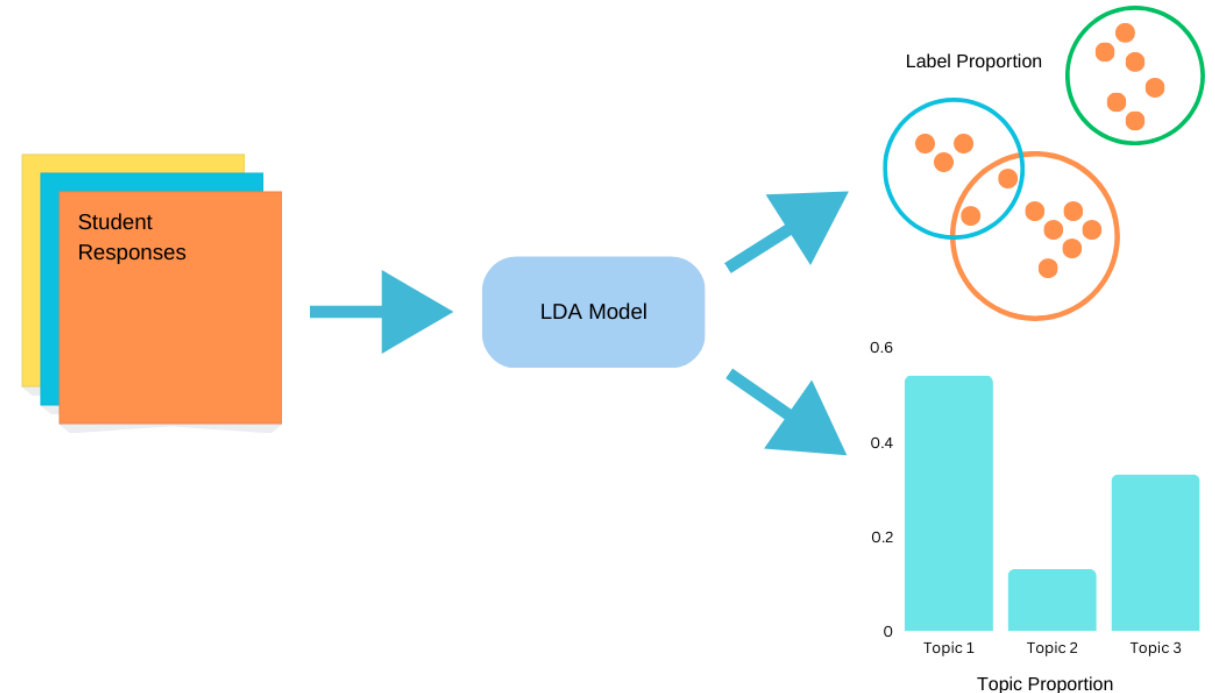 Student
Responses
LDA Model
Label Proportion
0.6
0.4
0.2
0
Topic 1
Topic 2
Topic 3
Topic Proportion